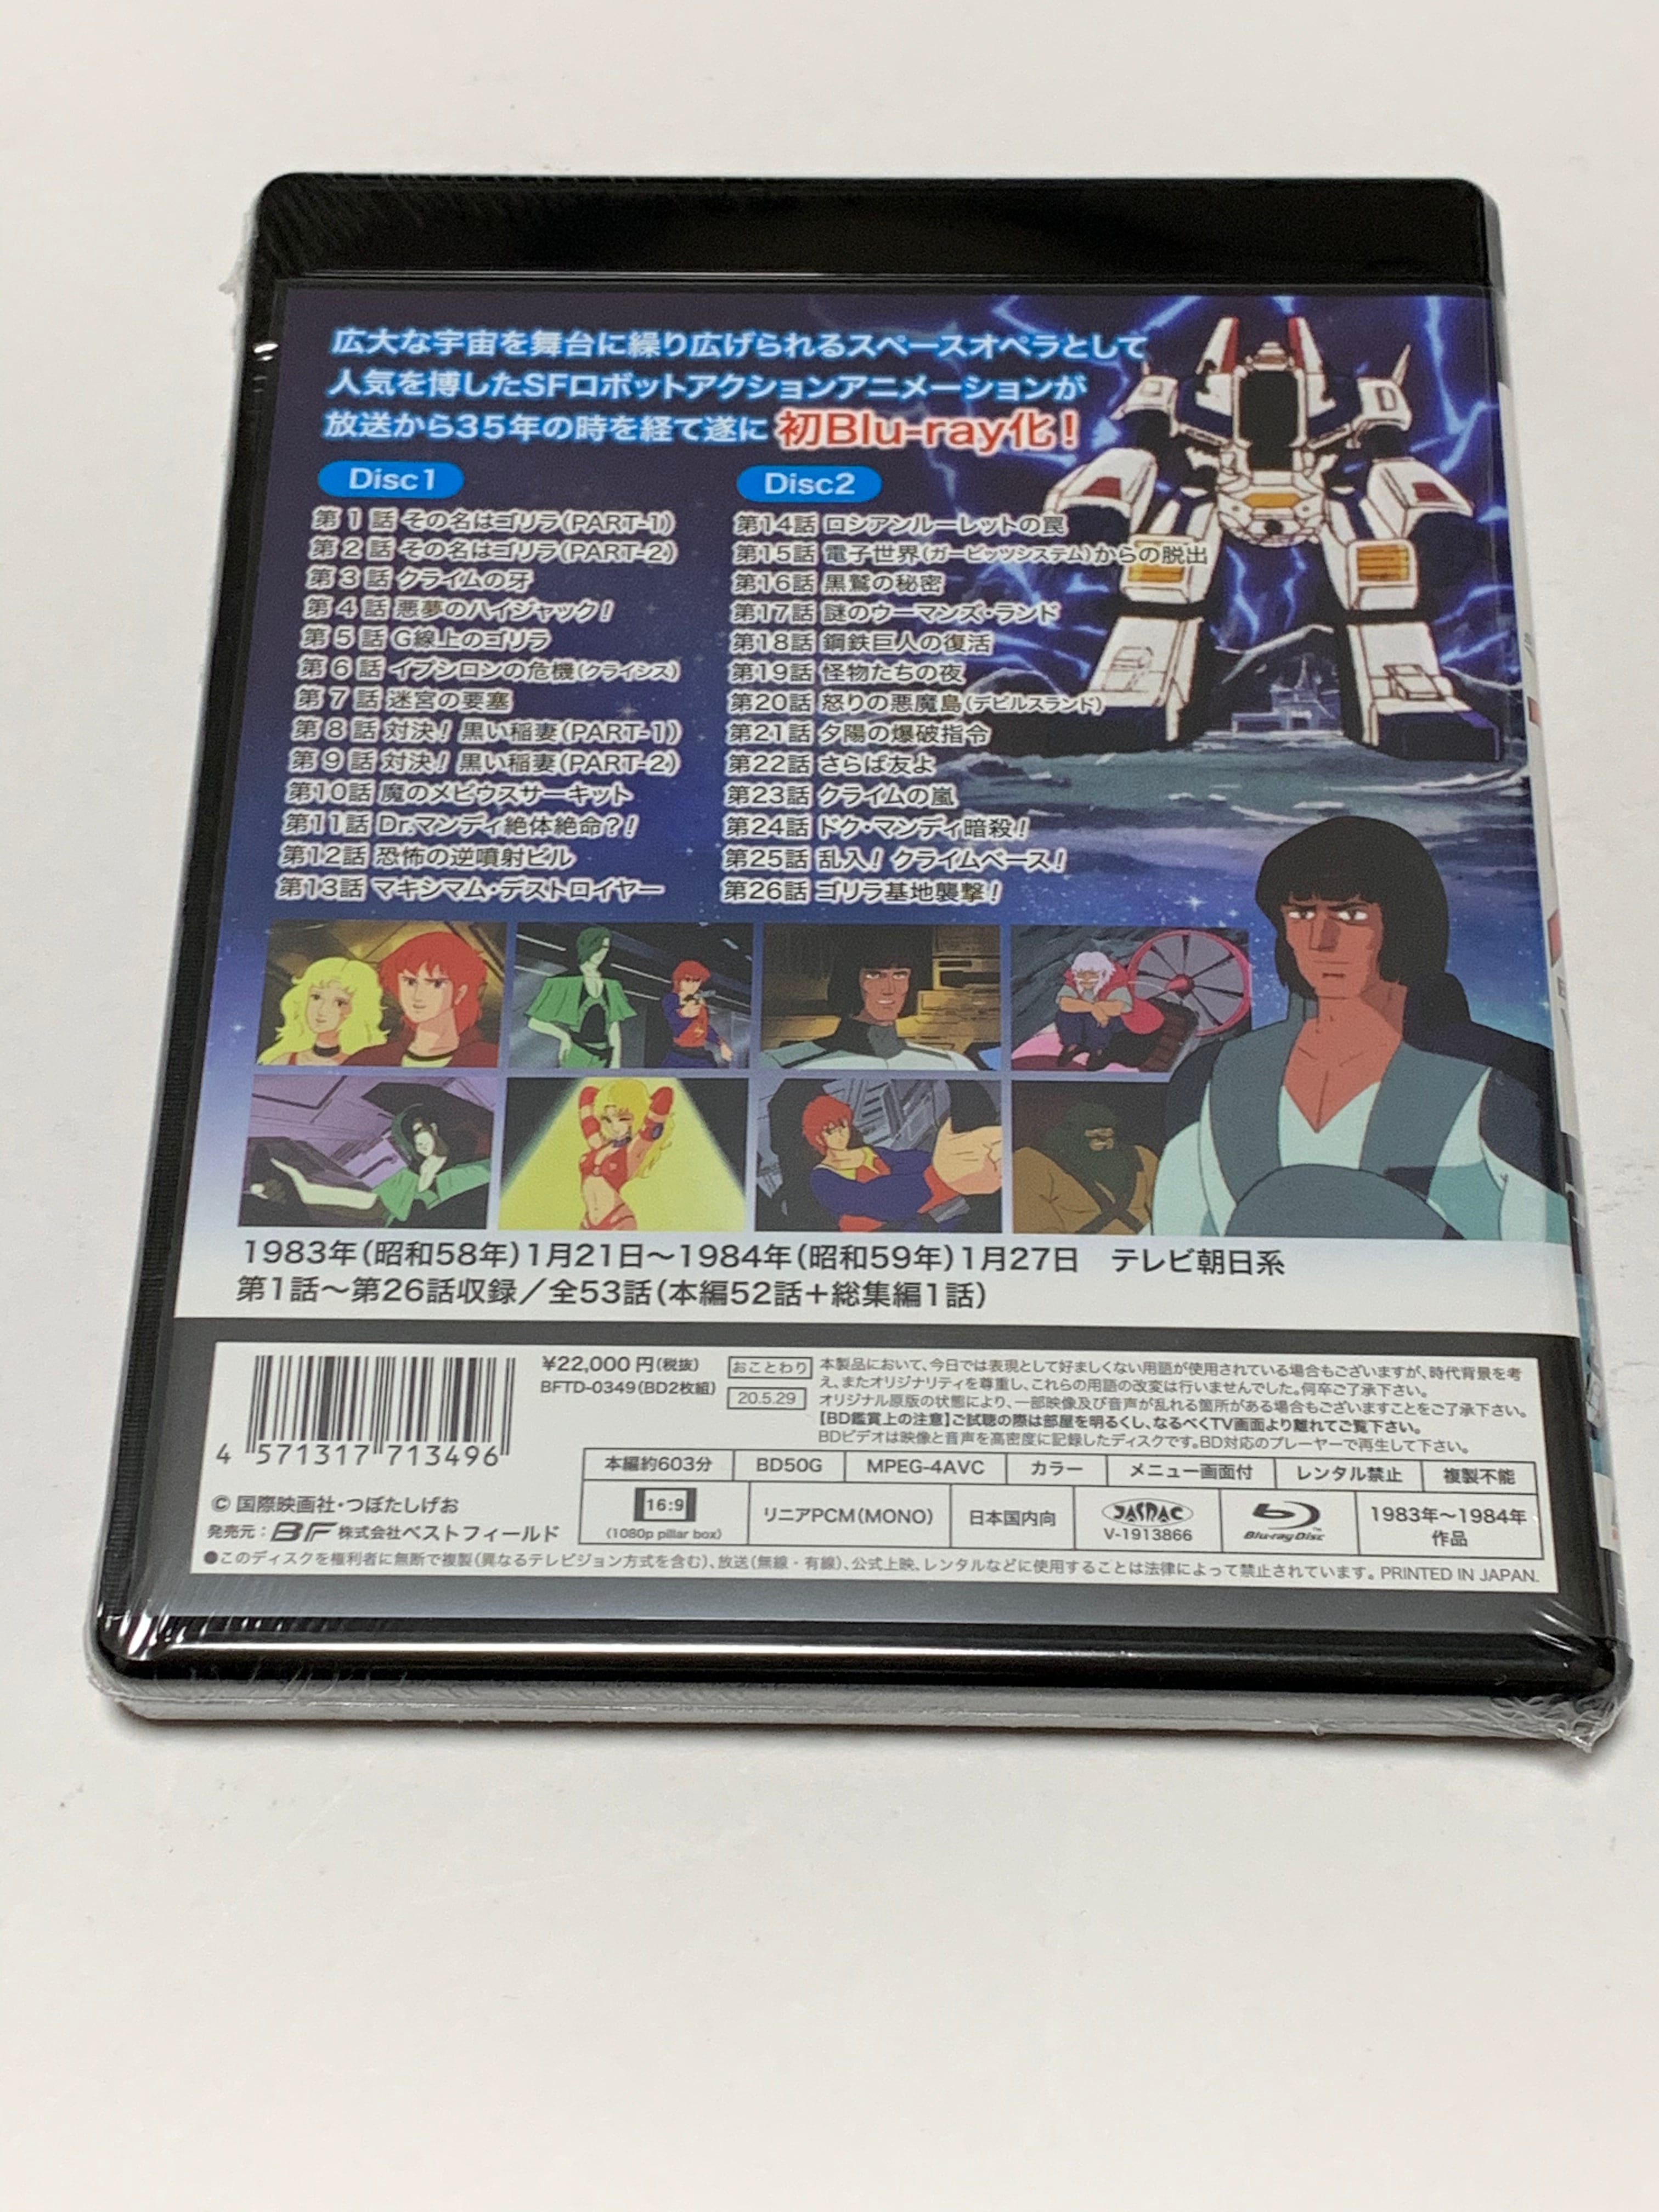 広大な宇宙を舞台に繰り広げられるスペースオペラとして
人気を博したSFロボットアクションアニメーションが
放送から35年の時を経て遂に 初Blu-ray化!
Disc1
第1話 その名はゴリラ(PART-1)
第2話 その名はゴリラ(PART-2)
第3話 クライムの牙
第4話 悪夢のハイジャック!
第5話 G線上のゴリラ
第6話 イプシロンの危機(クライシス)
第7話 迷宮の要塞
第8話 対決! 黒い稲妻(PART-1)
第9話 対決! 黒い稲妻(PART-2)
第10話 魔のメビウスサーキット
第11話 Dr.マンディ絶体絶命?!
第12話 恐怖の逆噴射ビル
第13話 マキシマム・デストロイヤー
Disc2
第14話 ロシアンルーレットの罠
第15話 電子世界(ガービッツシステム)からの脱出
第16話 黒鷲の秘密
第17話 謎のウーマンズ・ランド
第18話 鋼鉄巨人の復活
第19話 怪物たちの夜
第20話 怒りの悪魔島(デビルスランド)
第21話 夕陽の爆破指令
第22話 さらば友よ
第23話 クライムの嵐
第24話 ドク・マンディ暗殺!
第25話 乱入! クライムベース!
第26話 ゴリラ基地襲撃!
1983年(昭和58年)1月21日~1984年(昭和59年)1月27日 テレビ朝日系
第1話~第26話収録/全53話(本編52話+総集編1話)
4 571317 713496
¥22,000円(税抜)
BFTD-0349(BD2枚組)
おことわり
20.5.29
本製品において、今日では表現として好ましくない用語が使用されている場合もございますが、時代背景を考
え、またオリジナリティを尊重し、これらの用語の改変は行いませんでした。何卒ご了承下さい。
オリジナル原版の状態により、一部映像及び音声が乱れる箇所がある場合もございますことをご了承下さい。
【BD鑑賞上の注意】ご試聴の際は部屋を明るくし、なるべくTV画面より離れてご覧下さい。
BDビデオは映像と音声を高密度に記録したディスクです。BD対応のプレーヤーで再生して下さい。
© 国際映画社・つぼたしげお
発売元: BF 株式会社ベストフィールド
本編約603分 BD50G MPEG-4AVC カラー メニュー画面付 レンタル禁止 複製不能
16:9
(1080p pillar box)
リニアPCM(MONO)
日本国内向
JASRAC
V-1913866
Blu-ray Disc
1983年~1984年
作品
●このディスクを権利者に無断で複製(異なるテレビジョン方式を含む)、放送(無線・有線)、公式上映、レンタルなどに使用することは法律によって禁止されています。PRINTED IN JAPAN.